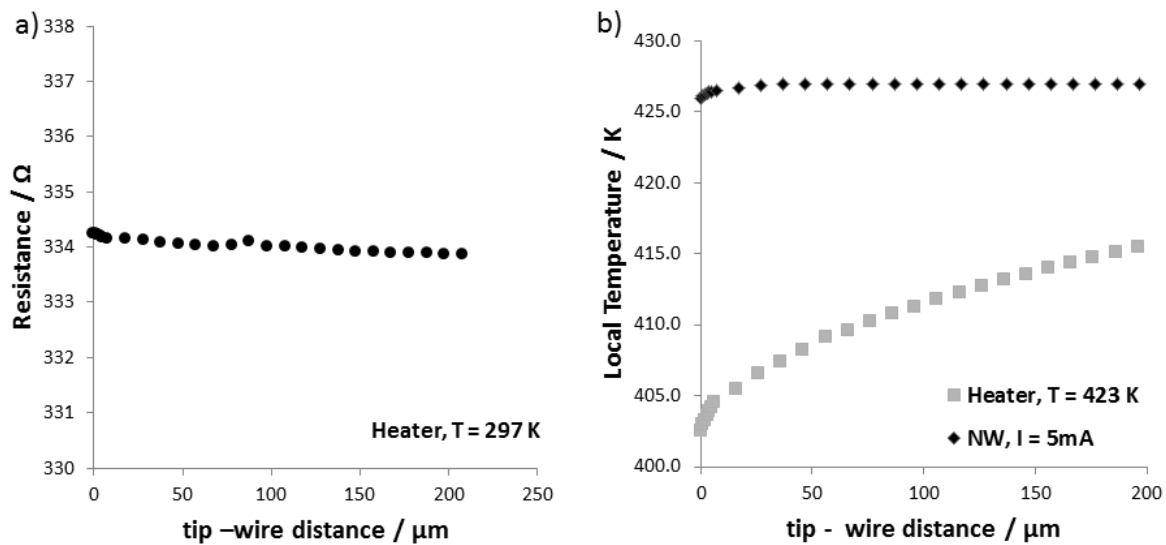 a)
338
337
336
335
334
333
332
331
330
Resistance / Ω
0 50 100 150 200 250
tip –wire distance / μm
Heater, T = 297 K
b)
430.0
425.0
420.0
415.0
410.0
405.0
400.0
Local Temperature / K
0 50 100 150 200
tip - wire distance / μm
Heater, T = 423 K
NW, I = 5mA